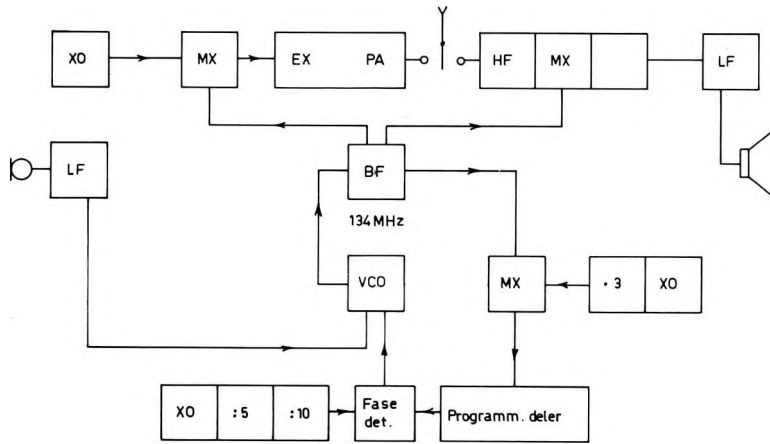 XO
MX
EX PA
HF MX
LF
LF
BF
134 MHz
VCO
MX
· 3 XO
XO :5 :10
Fase
det.
Programm. deler